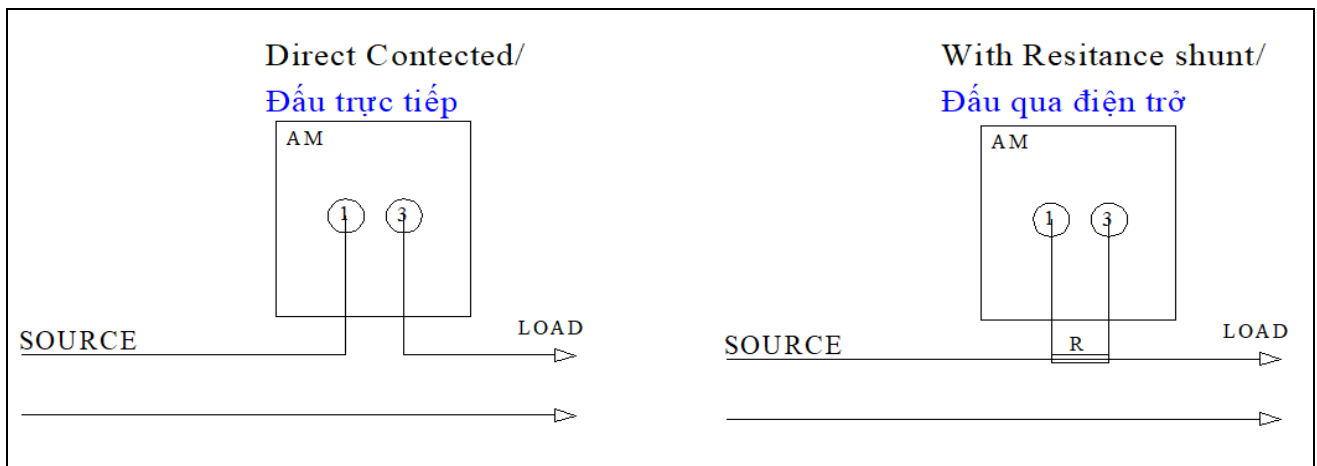 Direct Contected/
Đấu trực tiếp
AM
1 3
SOURCE
LOAD
With Resitance shunt/
Đấu qua điện trở
AM
1 3
SOURCE
R
LOAD